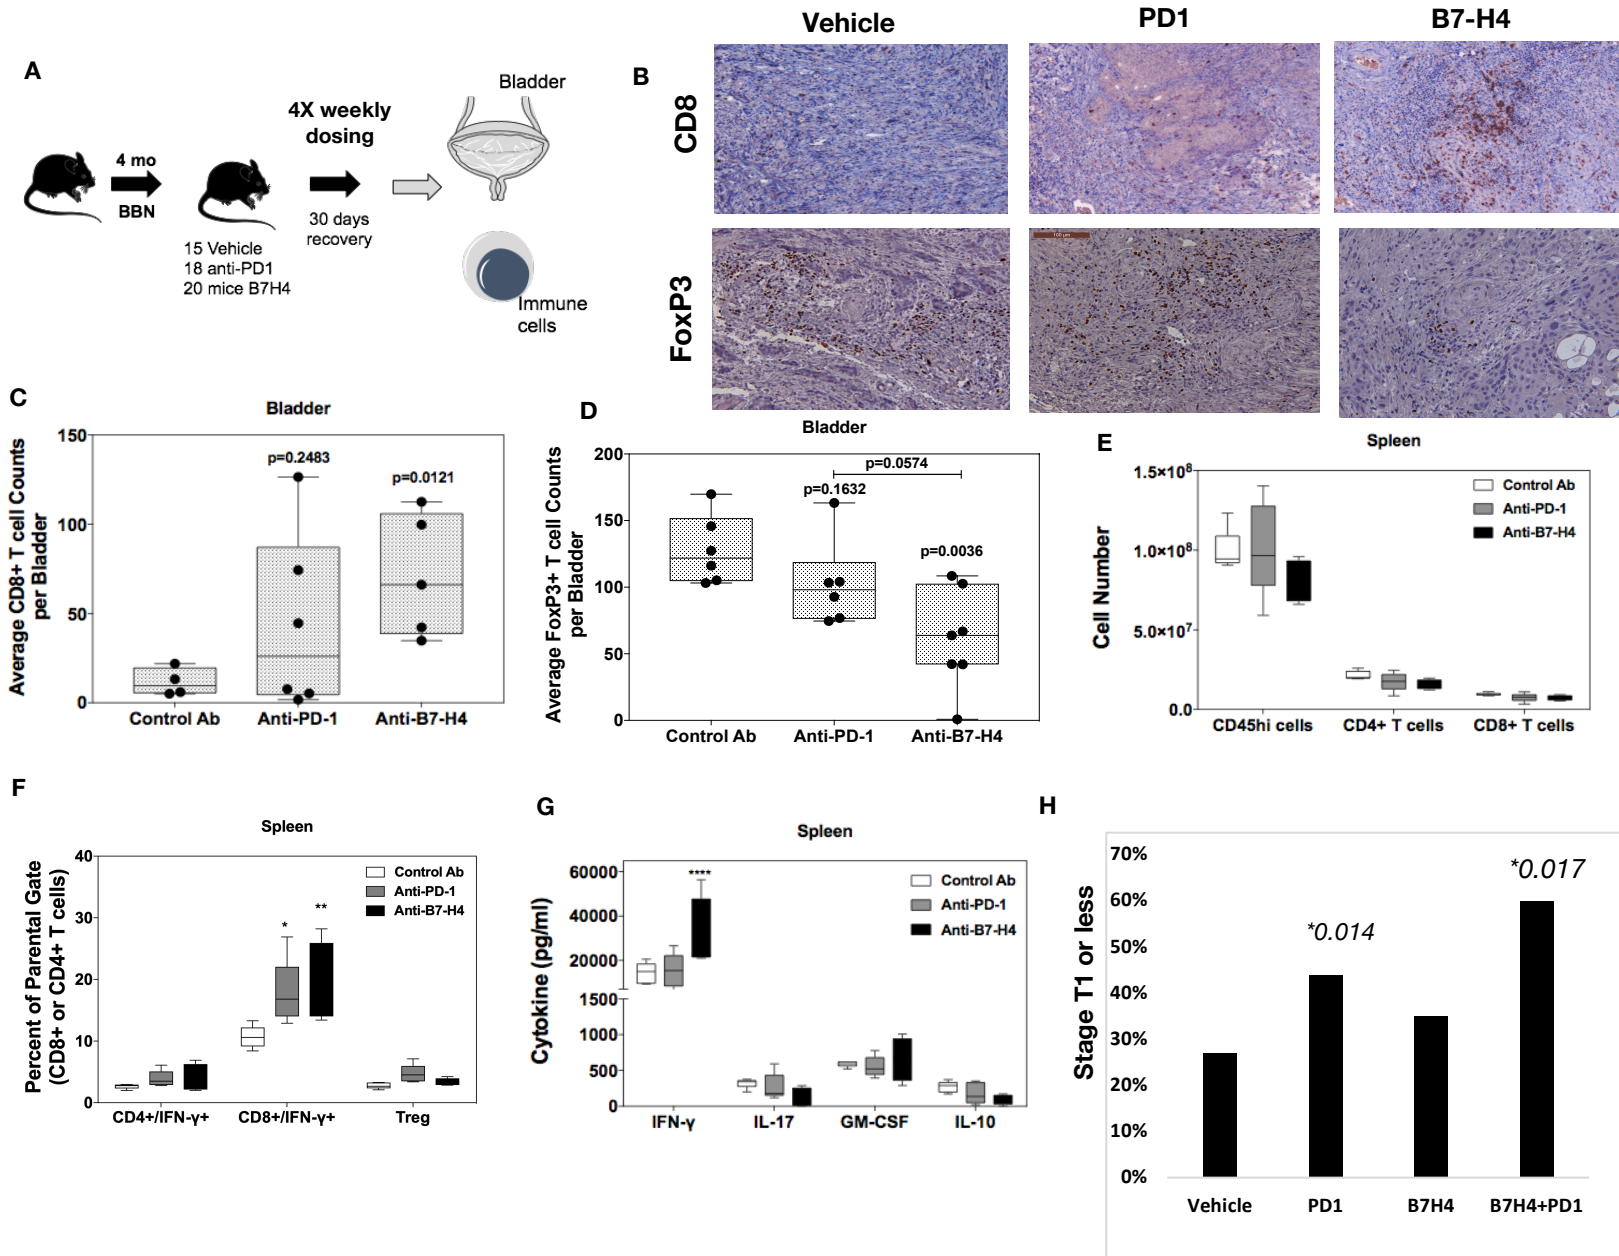 A
4 mo
BBN
15 Vehicle
18 anti-PD1
20 mice B7H4
4X weekly
dosing
30 days
recovery
Bladder
Immune
cells
B
Vehicle
PD1
B7-H4
CD8
FoxP3
100 µm
C
Bladder
Average CD8+ T cell Counts
per Bladder
150
100
50
0
p=0.2483
p=0.0121
Control Ab
Anti-PD-1
Anti-B7-H4
D
Bladder
Average FoxP3+ T cell Counts
per Bladder
200
150
100
50
0
p=0.0574
p=0.1632
p=0.0036
Control Ab
Anti-PD-1
Anti-B7-H4
E
Spleen
Cell Number
1.5×10⁸
1.0×10⁸
5.0×10⁷
0.0
Control Ab
Anti-PD-1
Anti-B7-H4
CD45hi cells
CD4+ T cells
CD8+ T cells
F
Spleen
Percent of Parental Gate
(CD8+ or CD4+ T cells)
40
30
20
10
0
Control Ab
Anti-PD-1
Anti-B7-H4
*
**
CD4+/IFN-γ+
CD8+/IFN-γ+
Treg
G
Spleen
Cytokine (pg/ml)
60000
40000
20000
1500
1000
500
0
****
Control Ab
Anti-PD-1
Anti-B7-H4
IFN-γ
IL-17
GM-CSF
IL-10
H
Stage T1 or less
70%
60%
50%
40%
30%
20%
10%
0%
*0.014
*0.017
Vehicle
PD1
B7H4
B7H4+PD1